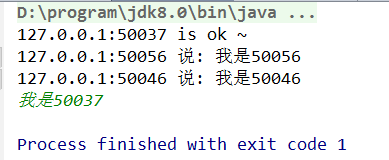 D:\program\jdk8.0\bin\java ...
127.0.0.1:50037 is ok ~
127.0.0.1:50056 说: 我是50056
127.0.0.1:50046 说: 我是50046
我是50037
Process finished with exit code 1